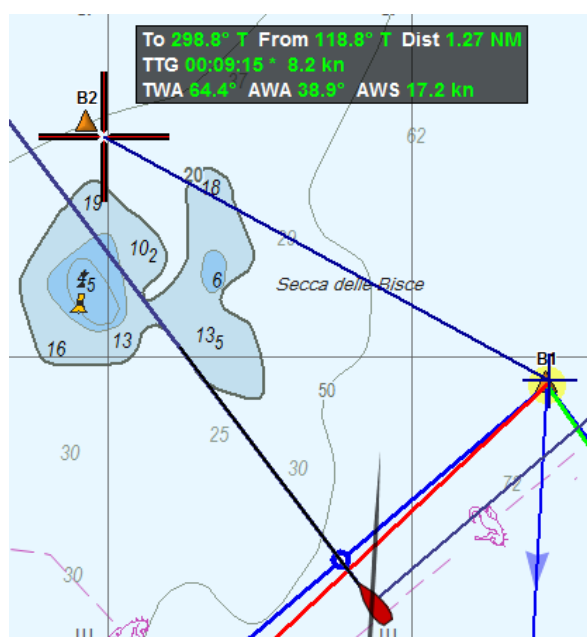 To 298.8° T From 118.8° T Dist 1.27 NM
TTG 00:09:15 * 8.2 kn
TWA 64.4° AWA 38.9° AWS 17.2 kn
37
B2
62
20
18
19
10₂
29
6
Secca delle Bisce
16
13
13₅
B1
50
25
30
30
72
30